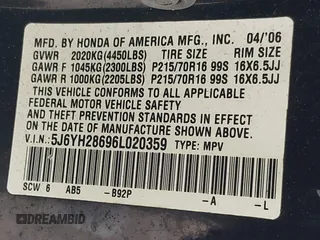 MFD. BY HONDA OF AMERICA MFG., INC. 04/'06
GVWR 2020KG(4450LBS) TIRE SIZE RIM SIZE
GAWR F 1045KG(2300LBS) P215/70R16 99S 16X6.5JJ
GAWR R 1000KG(2205LBS) P215/70R16 99S 16X6.5JJ
THIS VEHICLE CONFORMS TO ALL APPLICABLE
FEDERAL MOTOR VEHICLE SAFETY
AND THEFT PREVENTION STANDARDS IN EFFECT ON
THE DATE OF MANUFACTURE SHOWN ABOVE.
V.I.N: 5J6YH28696L020359 TYPE: MPV
SCW 6 AB5 -B92P -A -L
DREAMBID